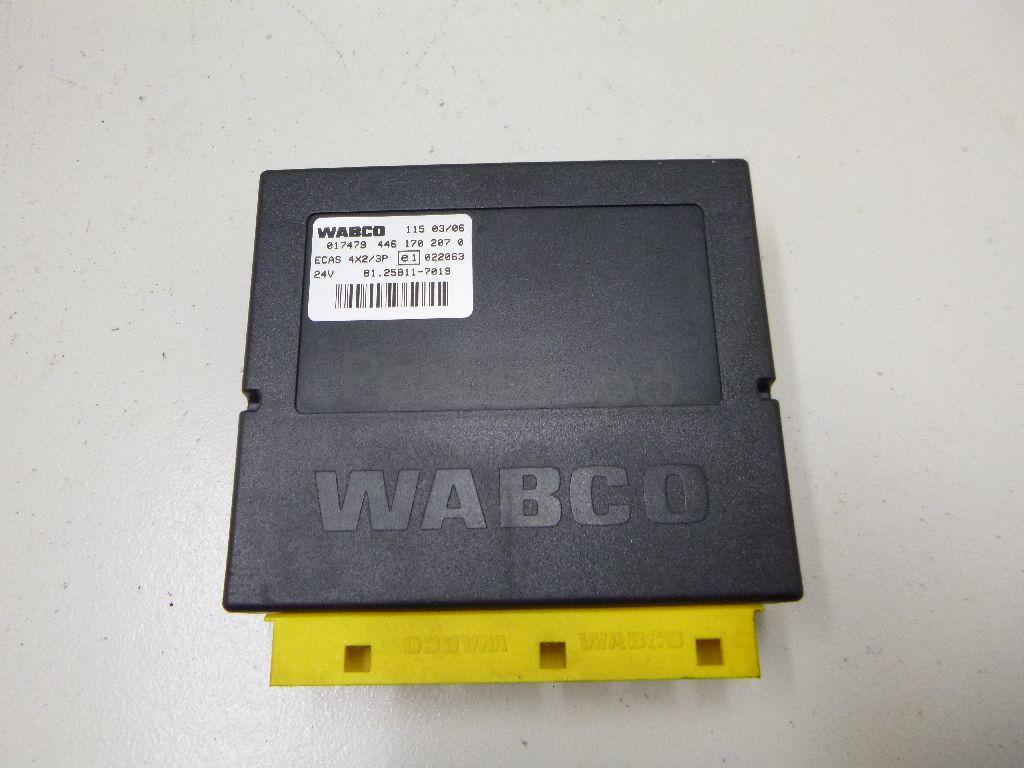 WABCO 115 03/06
017479 446 170 207 0
ECAS 4X2/3P e1 022063
24V 81.25811-7019
WABCO
WABCO WABCO